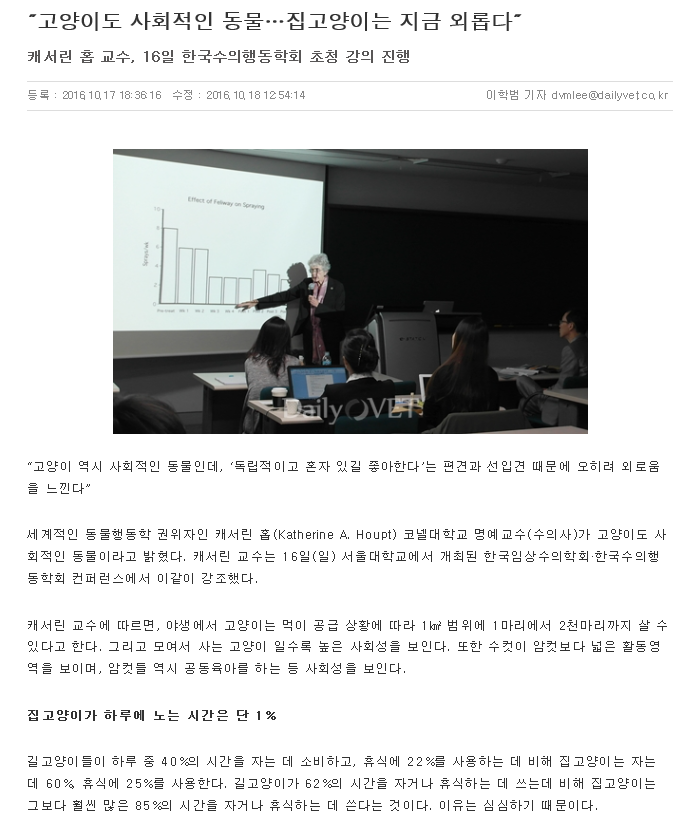 "고양이도 사회적인 동물…집고양이는 지금 외롭다"
캐서린 홉 교수, 16일 한국수의행동학회 초청 강의 진행
등록 : 2016.10.17 18:36:16 수정 : 2016.10.18 12:54:14 이학범 기자 dvmlee@dailyvet.co.kr
Effect of Feliway on Spraying
10
8
6
4
2
0
DailyVET
"고양이 역시 사회적인 동물인데, '독립적이고 혼자 있길 좋아한다'는 편견과 선입견 때문에 오히려 외로움
을 느낀다"
세계적인 동물행동학 권위자인 캐서린 홉(Katherine A. Houpt) 코넬대학교 명예교수(수의사)가 고양이도 사
회적인 동물이라고 밝혔다. 캐서린 교수는 16일(일) 서울대학교에서 개최된 한국임상수의학회·한국수의행
동학회 컨퍼런스에서 이같이 강조했다.
캐서린 교수에 따르면, 야생에서 고양이는 먹이 공급 상황에 따라 1㎢ 범위에 1마리에서 2천마리까지 살 수
있다고 한다. 그리고 모여서 사는 고양이 일수록 높은 사회성을 보인다. 또한 수컷이 암컷보다 넓은 활동영
역을 보이며, 암컷들 역시 공동육아를 하는 등 사회성을 보인다.
집고양이가 하루에 노는 시간은 단 1%
길고양이들이 하루 중 40%의 시간을 자는 데 소비하고, 휴식에 22%를 사용하는 데 비해 집고양이는 자는
데 60%, 휴식에 25%를 사용한다. 길고양이가 62%의 시간을 자거나 휴식하는 데 쓰는데 비해 집고양이는
그보다 훨씬 많은 85%의 시간을 자거나 휴식하는 데 쓴다는 것이다. 이유는 심심하기 때문이다.